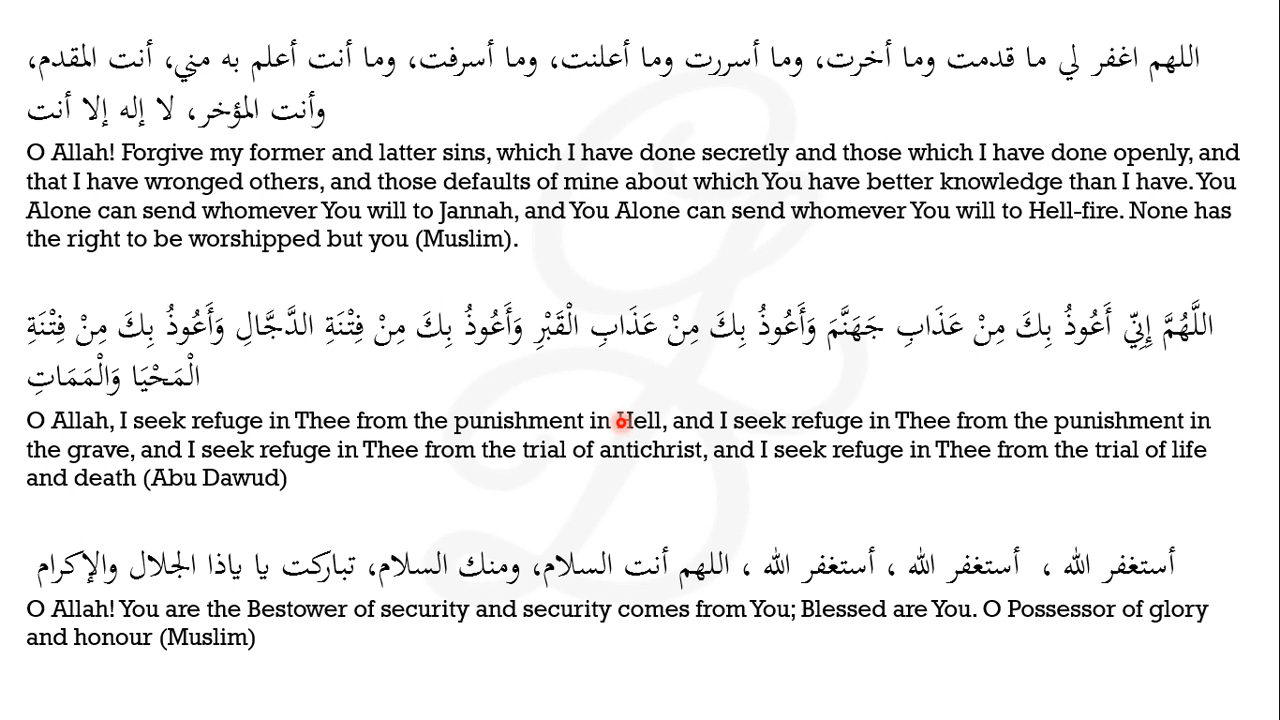 اللهم اغفر لي ما قدمت وما أخرت، وما أسررت وما أعلنت، وما أسرفت، وما أنت أعلم به مني، أنت المقدم،
وأنت المؤخر، لا إله إلا أنت
O Allah! Forgive my former and latter sins, which I have done secretly and those which I have done openly, and
that I have wronged others, and those defaults of mine about which You have better knowledge than I have. You
Alone can send whomever You will to Jannah, and You Alone can send whomever You will to Hell-fire. None has
the right to be worshipped but you (Muslim).
اللَّهُمَّ إِنِّي أَعُوذُ بِكَ مِنْ عَذَابِ جَهَنَّمَ وَأَعُوذُ بِكَ مِنْ عَذَابِ الْقَبْرِ وَأَعُوذُ بِكَ مِنْ فِتْنَةِ الدَّجَّالِ وَأَعُوذُ بِكَ مِنْ فِتْنَةِ
الْمَحْيَا وَالْمَمَاتِ
O Allah, I seek refuge in Thee from the punishment in Hell, and I seek refuge in Thee from the punishment in
the grave, and I seek refuge in Thee from the trial of antichrist, and I seek refuge in Thee from the trial of life
and death (Abu Dawud)
أستغفر الله ، أستغفر الله ، أستغفر الله ، اللهم أنت السلام، ومنك السلام، تباركت يا ياذا الجلال والإكرام
O Allah! You are the Bestower of security and security comes from You; Blessed are You. O Possessor of glory
and honour (Muslim)